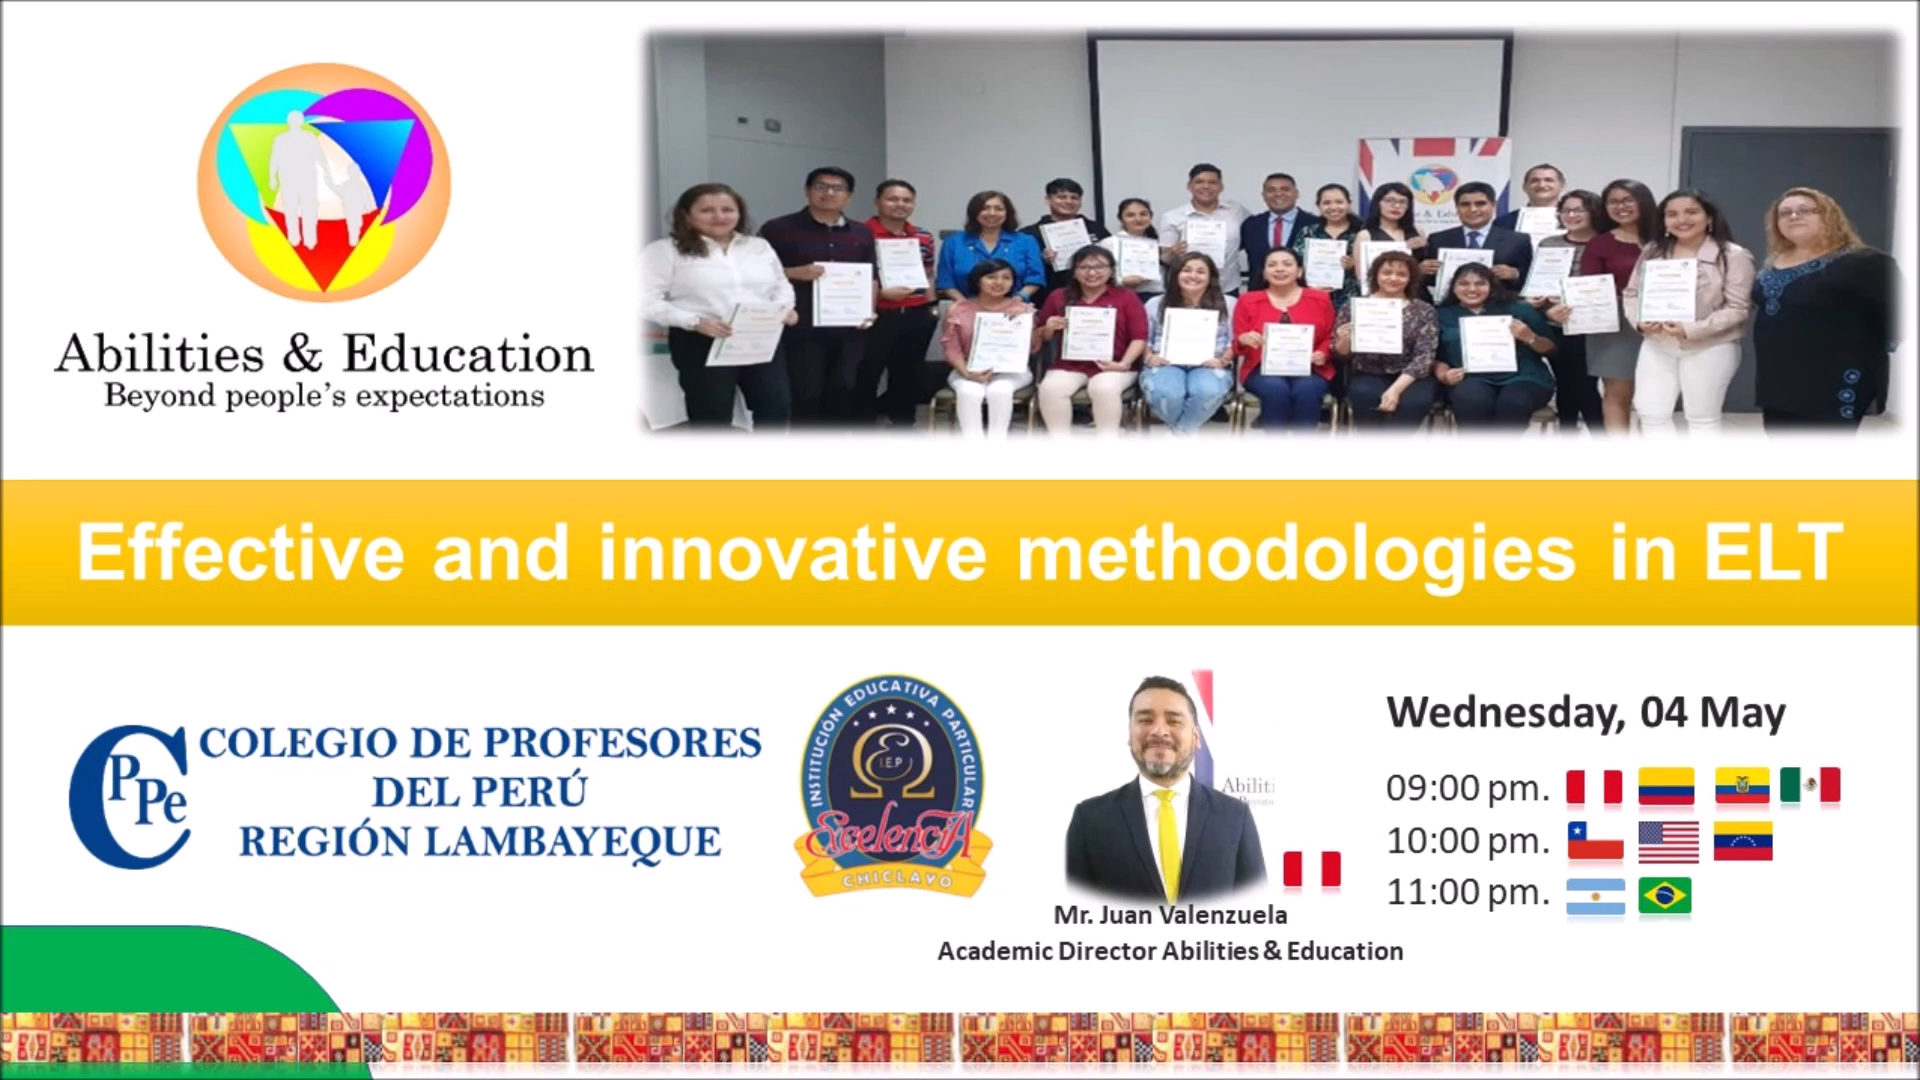 Abilities & Education
Beyond people's expectations
Effective and innovative methodologies in ELT
CPPe
COLEGIO DE PROFESORES
DEL PERÚ
REGIÓN LAMBAYEQUE
INSTITUCIÓN EDUCATIVA PARTICULAR
I.E.P
Excelencia
CHICLAYO
Abiliti
Mr. Juan Valenzuela
Academic Director Abilities & Education
Wednesday, 04 May
09:00 pm.
10:00 pm.
11:00 pm.